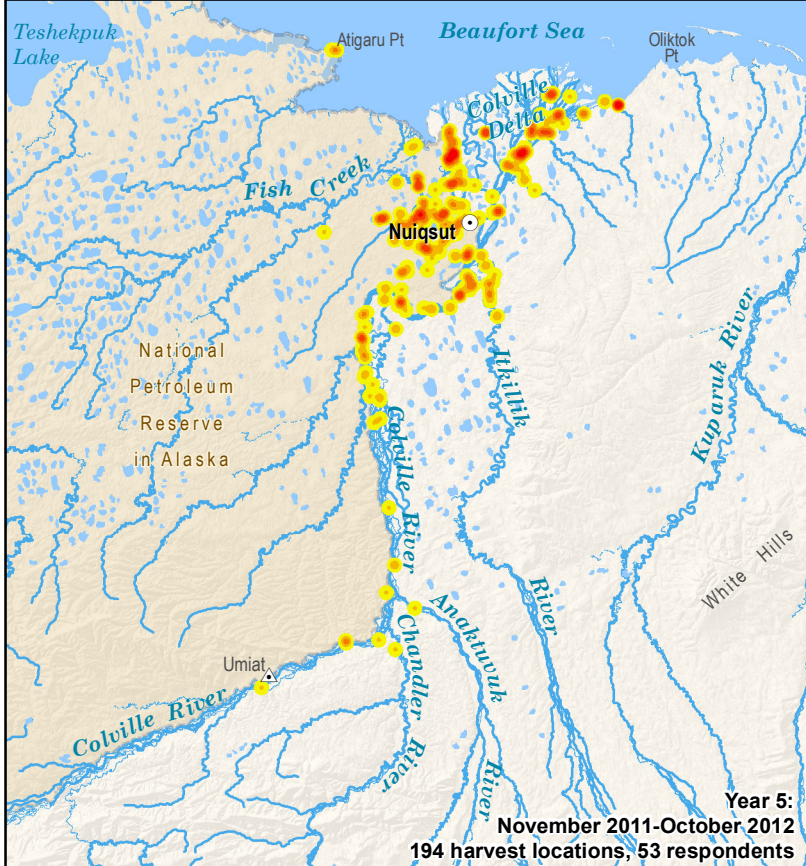 Teshekpuk
Lake
Atigaru Pt
Beaufort Sea
Oliktok
Pt
Colville
Delta
Fish Creek
Nuiqsut
National
Petroleum
Reserve
in Alaska
Itkillik
River
Kuparuk River
Colville
River
White Hills
Anaktuvuk
River
Chandler
River
Umiat
Colville River
Year 5:
November 2011-October 2012
194 harvest locations, 53 respondents